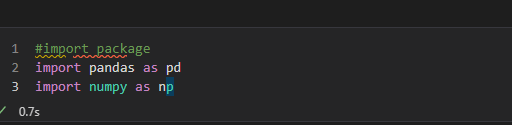 1 #import package
2 import pandas as pd
3 import numpy as np
0.7s